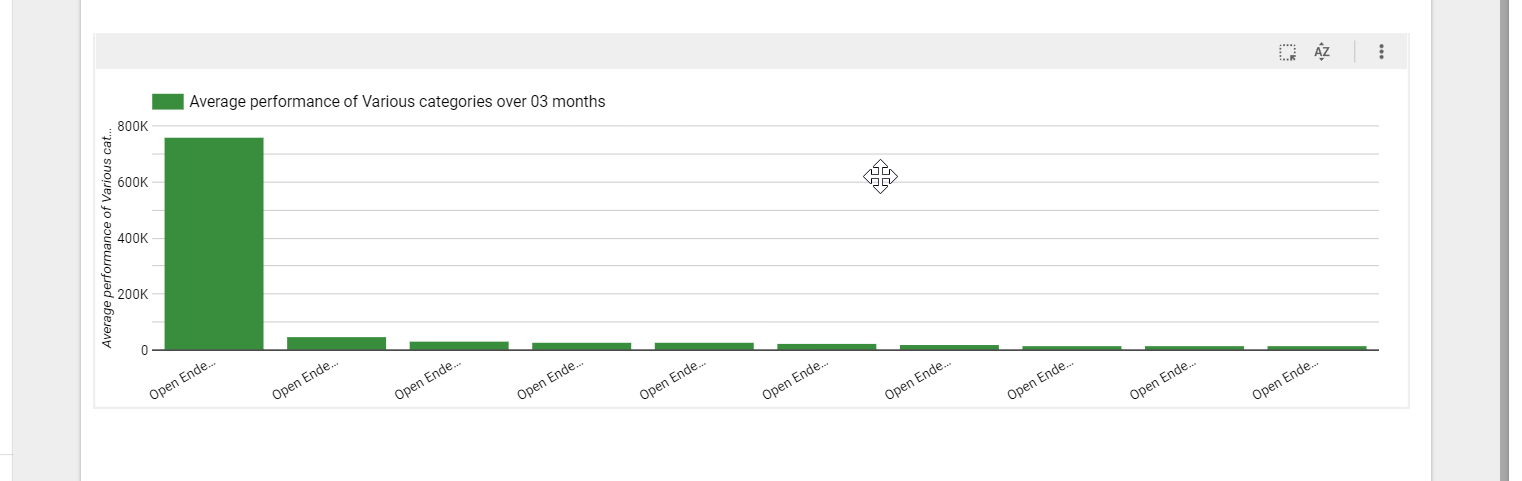 AZ
Average performance of Various categories over 03 months
Average performance of Various cat...
800K
600K
400K
200K
0
Open Ende...
Open Ende...
Open Ende...
Open Ende...
Open Ende...
Open Ende...
Open Ende...
Open Ende...
Open Ende...
Open Ende...